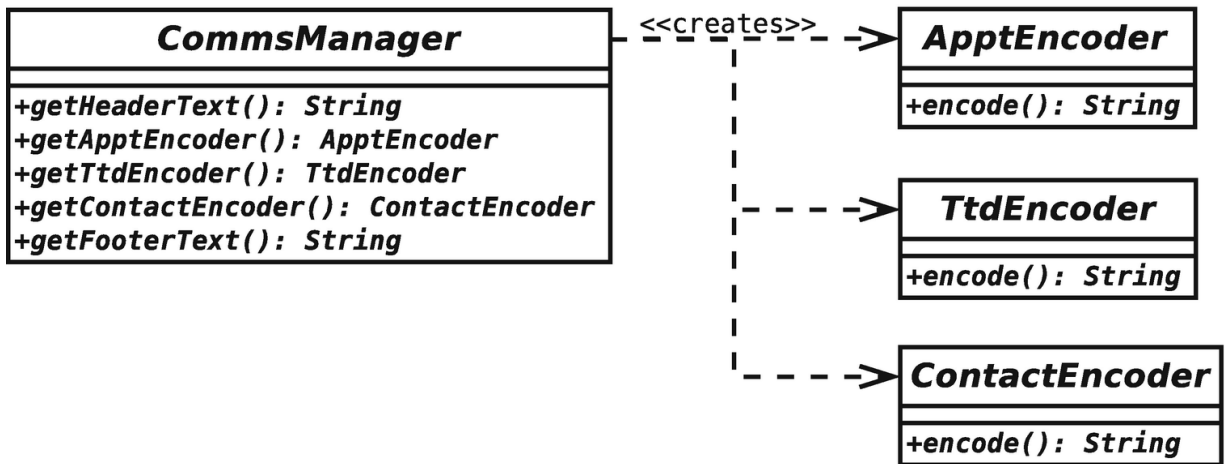 CommsManager
+getHeaderText(): String
+getApptEncoder(): ApptEncoder
+getTtdEncoder(): TtdEncoder
+getContactEncoder(): ContactEncoder
+getFooterText(): String
<<creates>>
ApptEncoder
+encode(): String
TtdEncoder
+encode(): String
ContactEncoder
+encode(): String